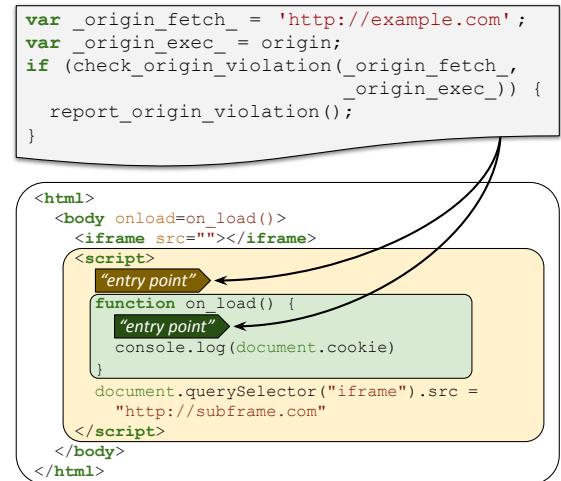 var _origin_fetch_ = 'http://example.com';
var _origin_exec_ = origin;
if (check_origin_violation(_origin_fetch_,
_origin_exec_)) {
report_origin_violation();
}
<html>
<body onload=on_load()>
<iframe src=""></iframe>
<script>
“entry point”
function on_load() {
“entry point”
console.log(document.cookie)
}
document.querySelector("iframe").src =
"http://subframe.com"
</script>
</body>
</html>